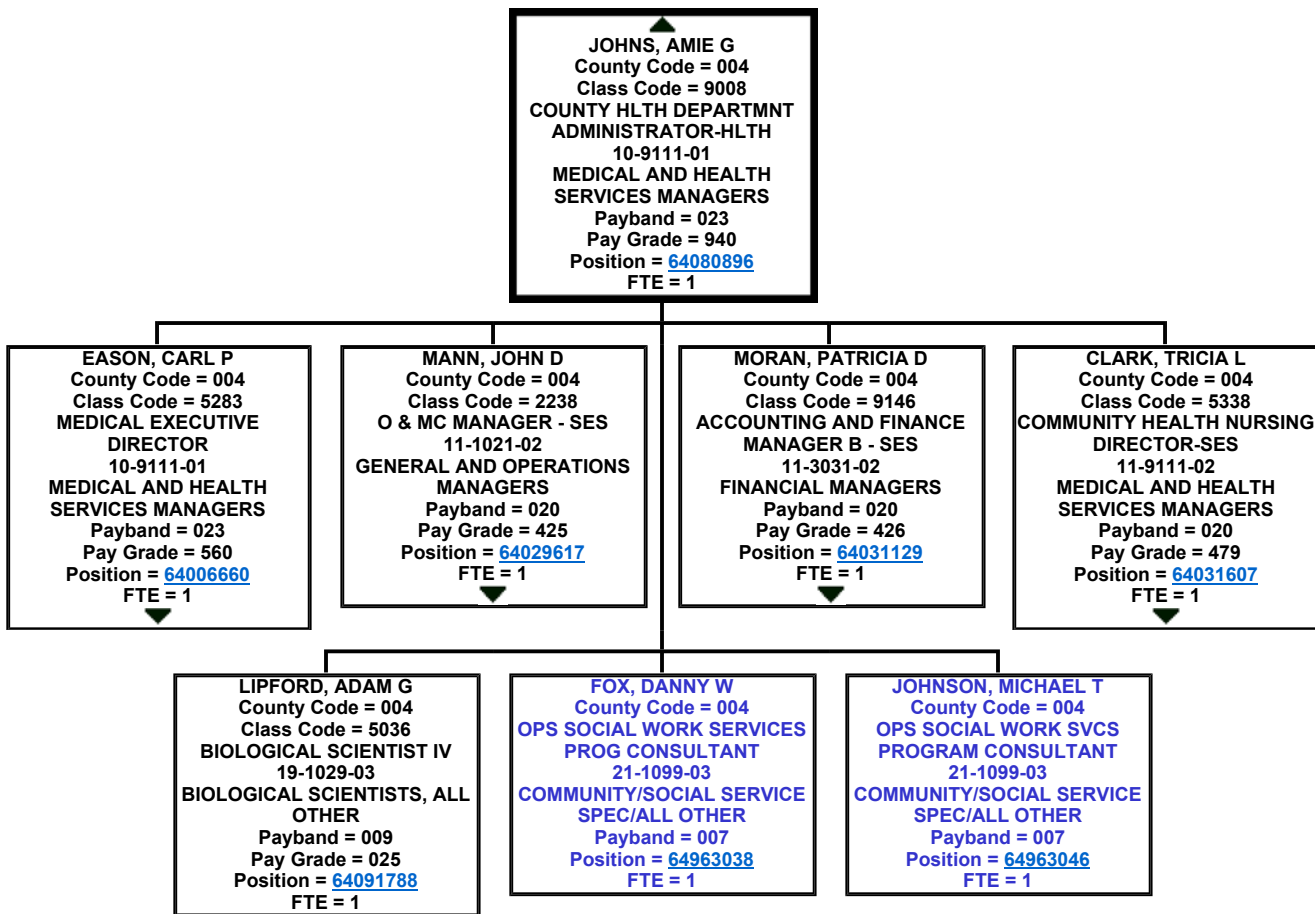 JOHNS, AMIE G
County Code = 004
Class Code = 9008
COUNTY HLTH DEPARTMNT
ADMINISTRATOR-HLTH
10-9111-01
MEDICAL AND HEALTH
SERVICES MANAGERS
Payband = 023
Pay Grade = 940
Position = 64080896
FTE = 1
EASON, CARL P
County Code = 004
Class Code = 5283
MEDICAL EXECUTIVE
DIRECTOR
10-9111-01
MEDICAL AND HEALTH
SERVICES MANAGERS
Payband = 023
Pay Grade = 560
Position = 64006660
FTE = 1
MANN, JOHN D
County Code = 004
Class Code = 2238
O & MC MANAGER - SES
11-1021-02
GENERAL AND OPERATIONS
MANAGERS
Payband = 020
Pay Grade = 425
Position = 64029617
FTE = 1
MORAN, PATRICIA D
County Code = 004
Class Code = 9146
ACCOUNTING AND FINANCE
MANAGER B - SES
11-3031-02
FINANCIAL MANAGERS
Payband = 020
Pay Grade = 426
Position = 64031129
FTE = 1
CLARK, TRICIA L
County Code = 004
Class Code = 5338
COMMUNITY HEALTH NURSING
DIRECTOR-SES
11-9111-02
MEDICAL AND HEALTH
SERVICES MANAGERS
Payband = 020
Pay Grade = 479
Position = 64031607
FTE = 1
LIPFORD, ADAM G
County Code = 004
Class Code = 5036
BIOLOGICAL SCIENTIST IV
19-1029-03
BIOLOGICAL SCIENTISTS, ALL
OTHER
Payband = 009
Pay Grade = 025
Position = 64091788
FTE = 1
FOX, DANNY W
County Code = 004
OPS SOCIAL WORK SERVICES
PROG CONSULTANT
21-1099-03
COMMUNITY/SOCIAL SERVICE
SPEC/ALL OTHER
Payband = 007
Position = 64963038
FTE = 1
JOHNSON, MICHAEL T
County Code = 004
OPS SOCIAL WORK SVCS
PROGRAM CONSULTANT
21-1099-03
COMMUNITY/SOCIAL SERVICE
SPEC/ALL OTHER
Payband = 007
Position = 64963046
FTE = 1